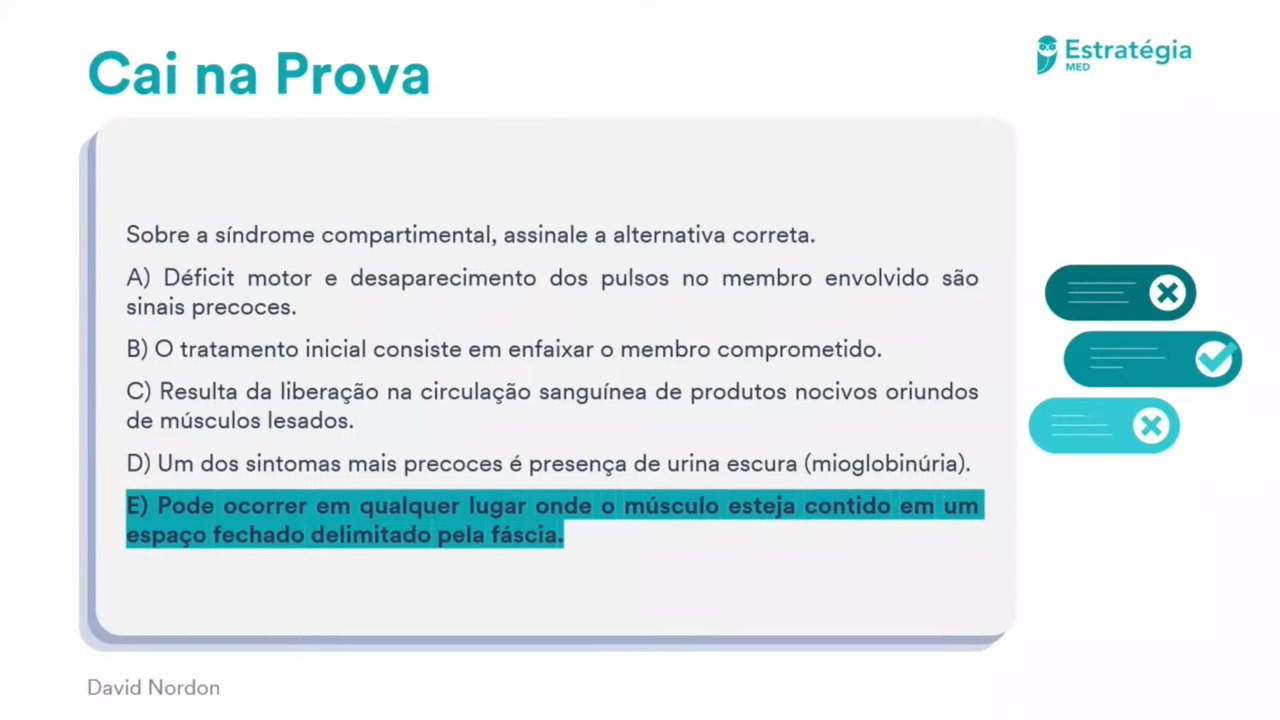 Cai na Prova
Estratégia
MED
Sobre a síndrome compartimental, assinale a alternativa correta.
A) Déficit motor e desaparecimento dos pulsos no membro envolvido são
sinais precoces.
B) O tratamento inicial consiste em enfaixar o membro comprometido.
C) Resulta da liberação na circulação sanguínea de produtos nocivos oriundos
de músculos lesados.
D) Um dos sintomas mais precoces é presença de urina escura (mioglobinúria).
E) Pode ocorrer em qualquer lugar onde o músculo esteja contido em um
espaço fechado delimitado pela fáscia.
David Nordon